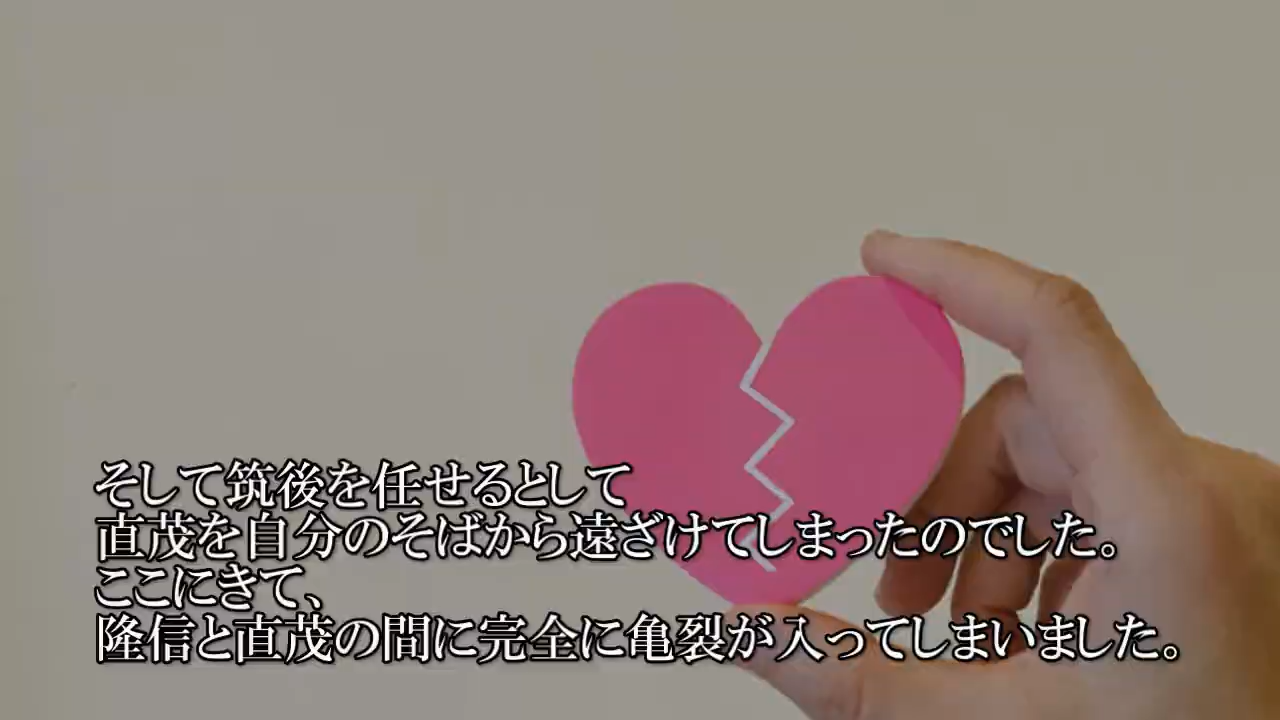 そして筑後を任せるとして
直茂を自分のそばから遠ざけてしまったのでした。
ここにきて、
隆信と直茂の間に完全に亀裂が入ってしまいました。